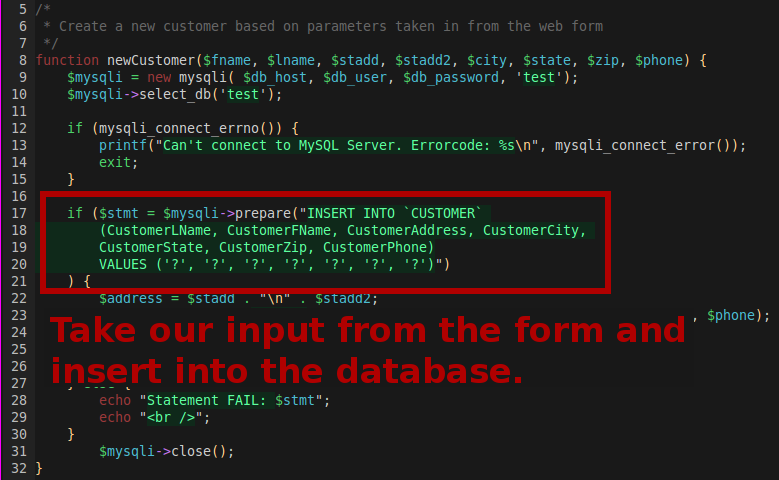 5 /*
6  * Create a new customer based on parameters taken in from the web form
7  */
8 function newCustomer($fname, $lname, $stadd, $stadd2, $city, $state, $zip, $phone) {
9     $mysqli = new mysqli( $db_host, $db_user, $db_password, 'test');
10     $mysqli->select_db('test');
11
12     if (mysqli_connect_errno()) {
13         printf("Can't connect to MySQL Server. Errorcode: %s\n", mysqli_connect_error());
14         exit;
15     }
16
17     if ($stmt = $mysqli->prepare("INSERT INTO `CUSTOMER`
18         (CustomerLName, CustomerFName, CustomerAddress, CustomerCity,
19         CustomerState, CustomerZip, CustomerPhone)
20         VALUES ('?', '?', '?', '?', '?', '?', '?')")
21     ) {
22         $address = $stadd . "\n" . $stadd2;
23 , $phone);
Take our input from the form and
24
25
insert into the database.
26
27
28         echo "Statement FAIL: $stmt";
29         echo "<br />";
30     }
31         $mysqli->close();
32 }